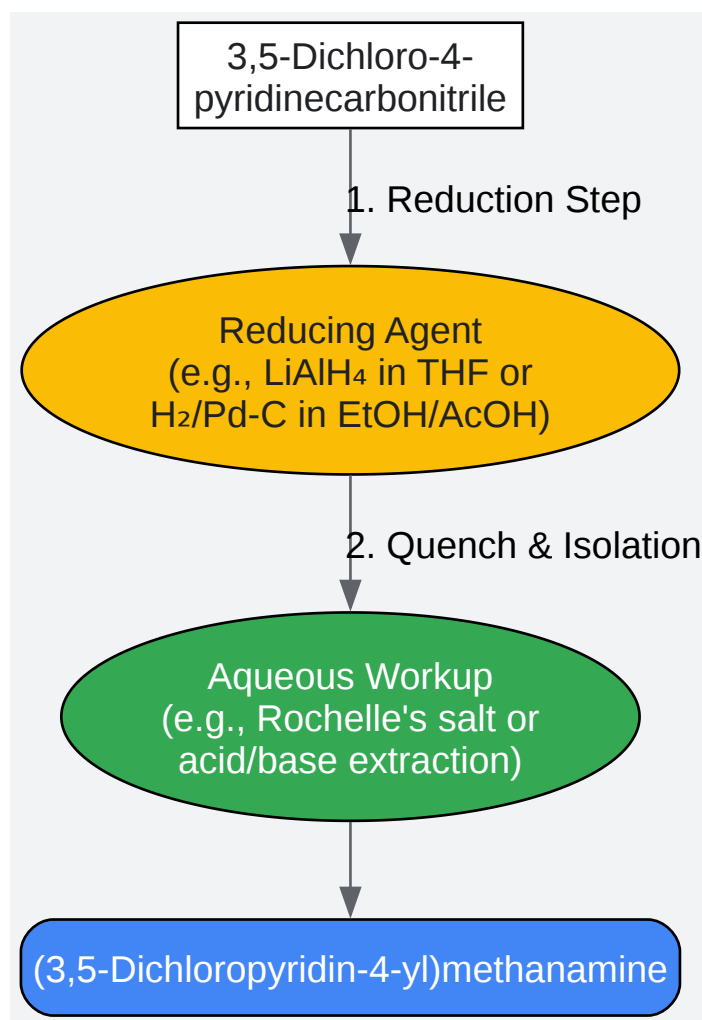 3,5-Dichloro-4-
pyridinecarbonitrile
1. Reduction Step
Reducing Agent
(e.g., LiAlH₄ in THF or
H₂/Pd-C in EtOH/AcOH)
2. Quench & Isolation
Aqueous Workup
(e.g., Rochelle's salt or
acid/base extraction)
(3,5-Dichloropyridin-4-yl)methanamine